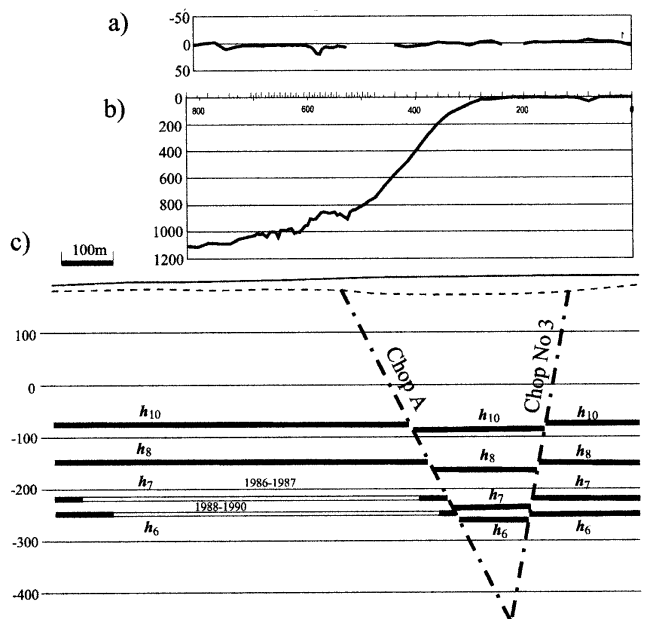 a)
-50
0
50
b)
0
200
400
600
800
1000
1200
800 600 400 200 0
c)
100m
100
0
-100
-200
-300
-400
Chop A
Chop No 3
h10 h10 h10
h8 h8 h8
h7 1986-1987 h7 h7
1988-1990
h6 h6 h6